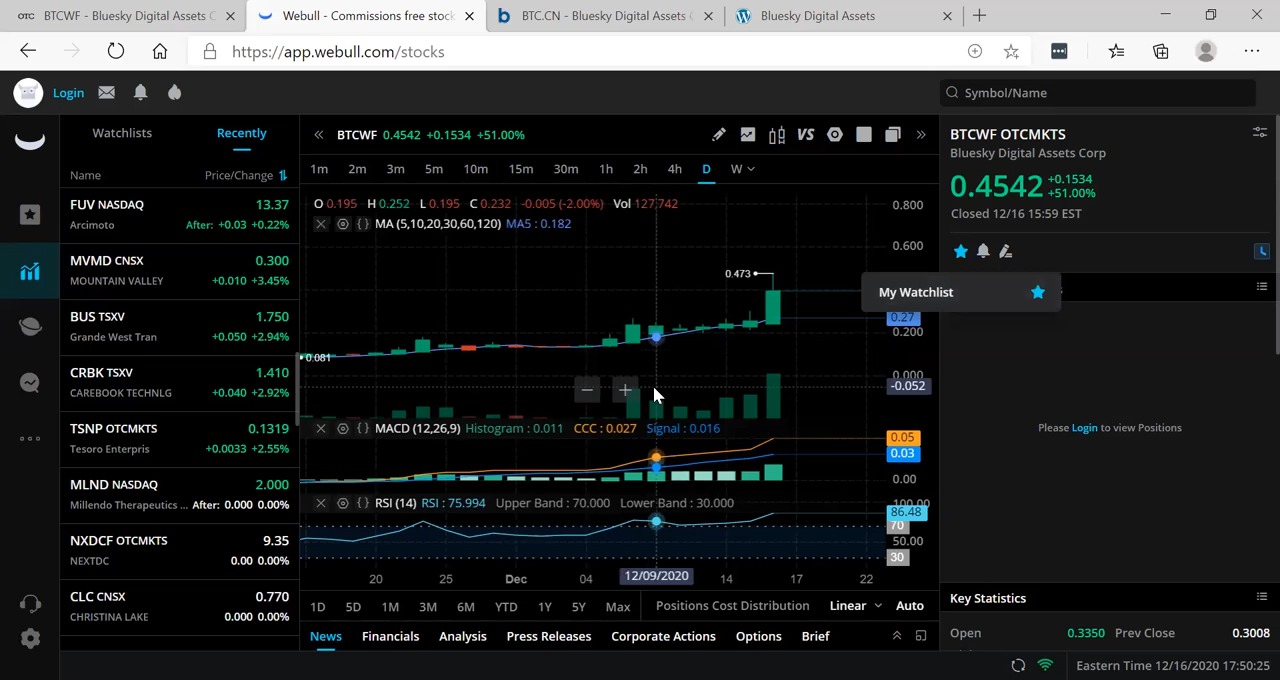 BTCWF - Bluesky Digital Assets C
Webull - Commissions free stock
BTC.CN - Bluesky Digital Assets
Bluesky Digital Assets
https://app.webull.com/stocks
Login
Symbol/Name
Watchlists Recently
Name Price/Change
FUV NASDAQ 13.37
Arcimoto After: +0.03 +0.22%
MVMD CNSX 0.300
MOUNTAIN VALLEY +0.010 +3.45%
BUS TSXV 1.750
Grande West Tran +0.050 +2.94%
CRBK TSXV 1.410
CAREBOOK TECHNLG +0.040 +2.92%
TSNP OTCMKTS 0.1319
Tesoro Enterpris +0.0033 +2.55%
MLND NASDAQ 2.000
Millendo Therapeutics ... After: 0.000 0.00%
NXDCF OTCMKTS 9.35
NEXTDC 0.00 0.00%
CLC CNSX 0.770
CHRISTINA LAKE 0.000 0.00%
BTCWF 0.4542 +0.1534 +51.00%
VS
1m 2m 3m 5m 10m 15m 30m 1h 2h 4h D W
O 0.195 H 0.252 L 0.195 C 0.232 -0.005 (-2.00%) Vol 127,742
MA (5,10,20,30,60,120) MA5 : 0.182
0.800
0.600
0.473
0.27
0.200
0.081
0.000
-0.052
MACD (12,26,9) Histogram : 0.011 CCC : 0.027 Signal : 0.016
0.05
0.03
0.00
RSI (14) RSI : 75.994 Upper Band : 70.000 Lower Band : 30.000
100.00
86.48
70
50.00
30
20 25 Dec 04 12/09/2020 14 17 22
1D 5D 1M 3M 6M YTD 1Y 5Y Max Positions Cost Distribution Linear Auto
News Financials Analysis Press Releases Corporate Actions Options Brief
BTCWF OTCMKTS
Bluesky Digital Assets Corp
0.4542 +0.1534
+51.00%
Closed 12/16 15:59 EST
My Watchlist
Please Login to view Positions
Key Statistics
Open 0.3350 Prev Close 0.3008
Eastern Time 12/16/2020 17:50:25